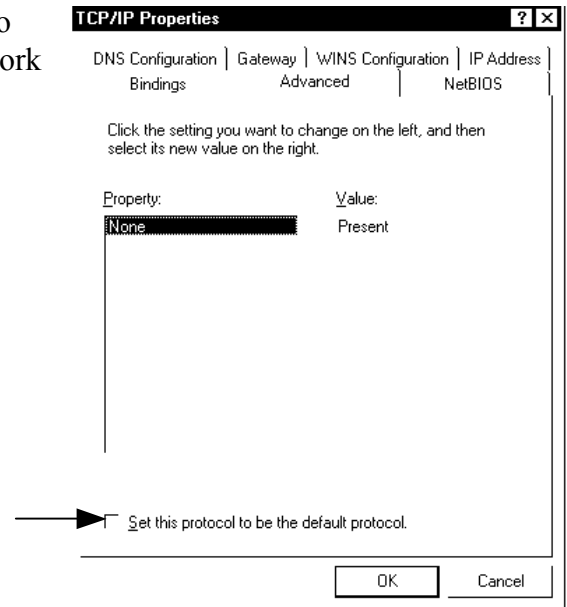 o
ork
TCP/IP Properties ? ×
DNS Configuration Gateway WINS Configuration IP Address
Bindings Advanced NetBIOS
Click the setting you want to change on the left, and then
select its new value on the right.
Property: Value:
None Present
Set this protocol to be the default protocol.
OK Cancel